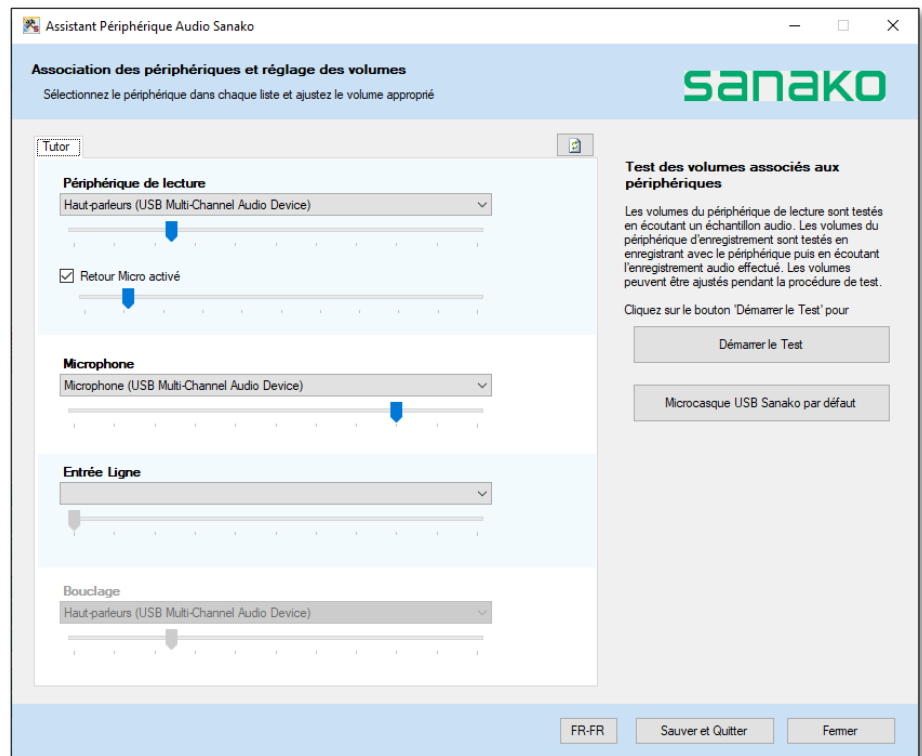 Assistant Périphérique Audio Sanako
Association des périphériques et réglage des volumes
Sélectionnez le périphérique dans chaque liste et ajustez le volume approprié
sanako
Tutor
Périphérique de lecture
Haut-parleurs (USB Multi-Channel Audio Device)
Retour Micro activé
Microphone
Microphone (USB Multi-Channel Audio Device)
Entrée Ligne
Bouclage
Haut-parleurs (USB Multi-Channel Audio Device)
Test des volumes associés aux
périphériques
Les volumes du périphérique de lecture sont testés
en écoutant un échantillon audio. Les volumes du
périphérique d'enregistrement sont testés en
enregistrant avec le périphérique puis en écoutant
l'enregistrement audio effectué. Les volumes
peuvent être ajustés pendant la procédure de test.
Cliquez sur le bouton 'Démarrer le Test' pour
Démarrer le Test
Microcasque USB Sanako par défaut
FR-FR
Sauver et Quitter
Fermer